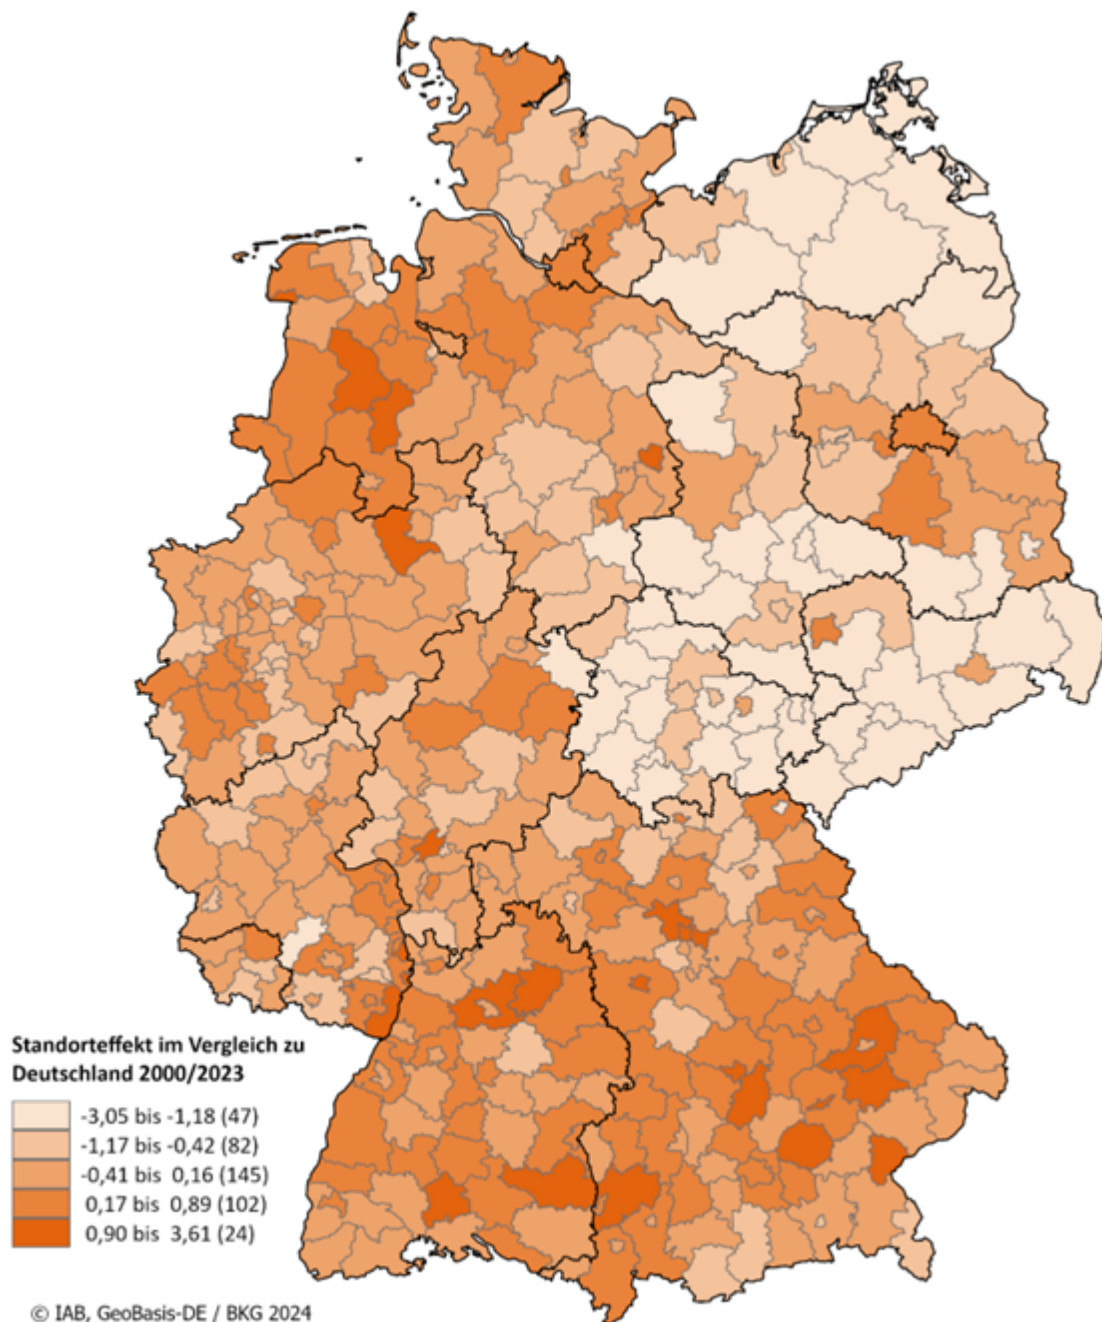 Standorteffekt im Vergleich zu
Deutschland 2000/2023
-3,05 bis -1,18 (47)
-1,17 bis -0,42 (82)
-0,41 bis 0,16 (145)
0,17 bis 0,89 (102)
0,90 bis 3,61 (24)
© IAB, GeoBasis-DE / BKG 2024